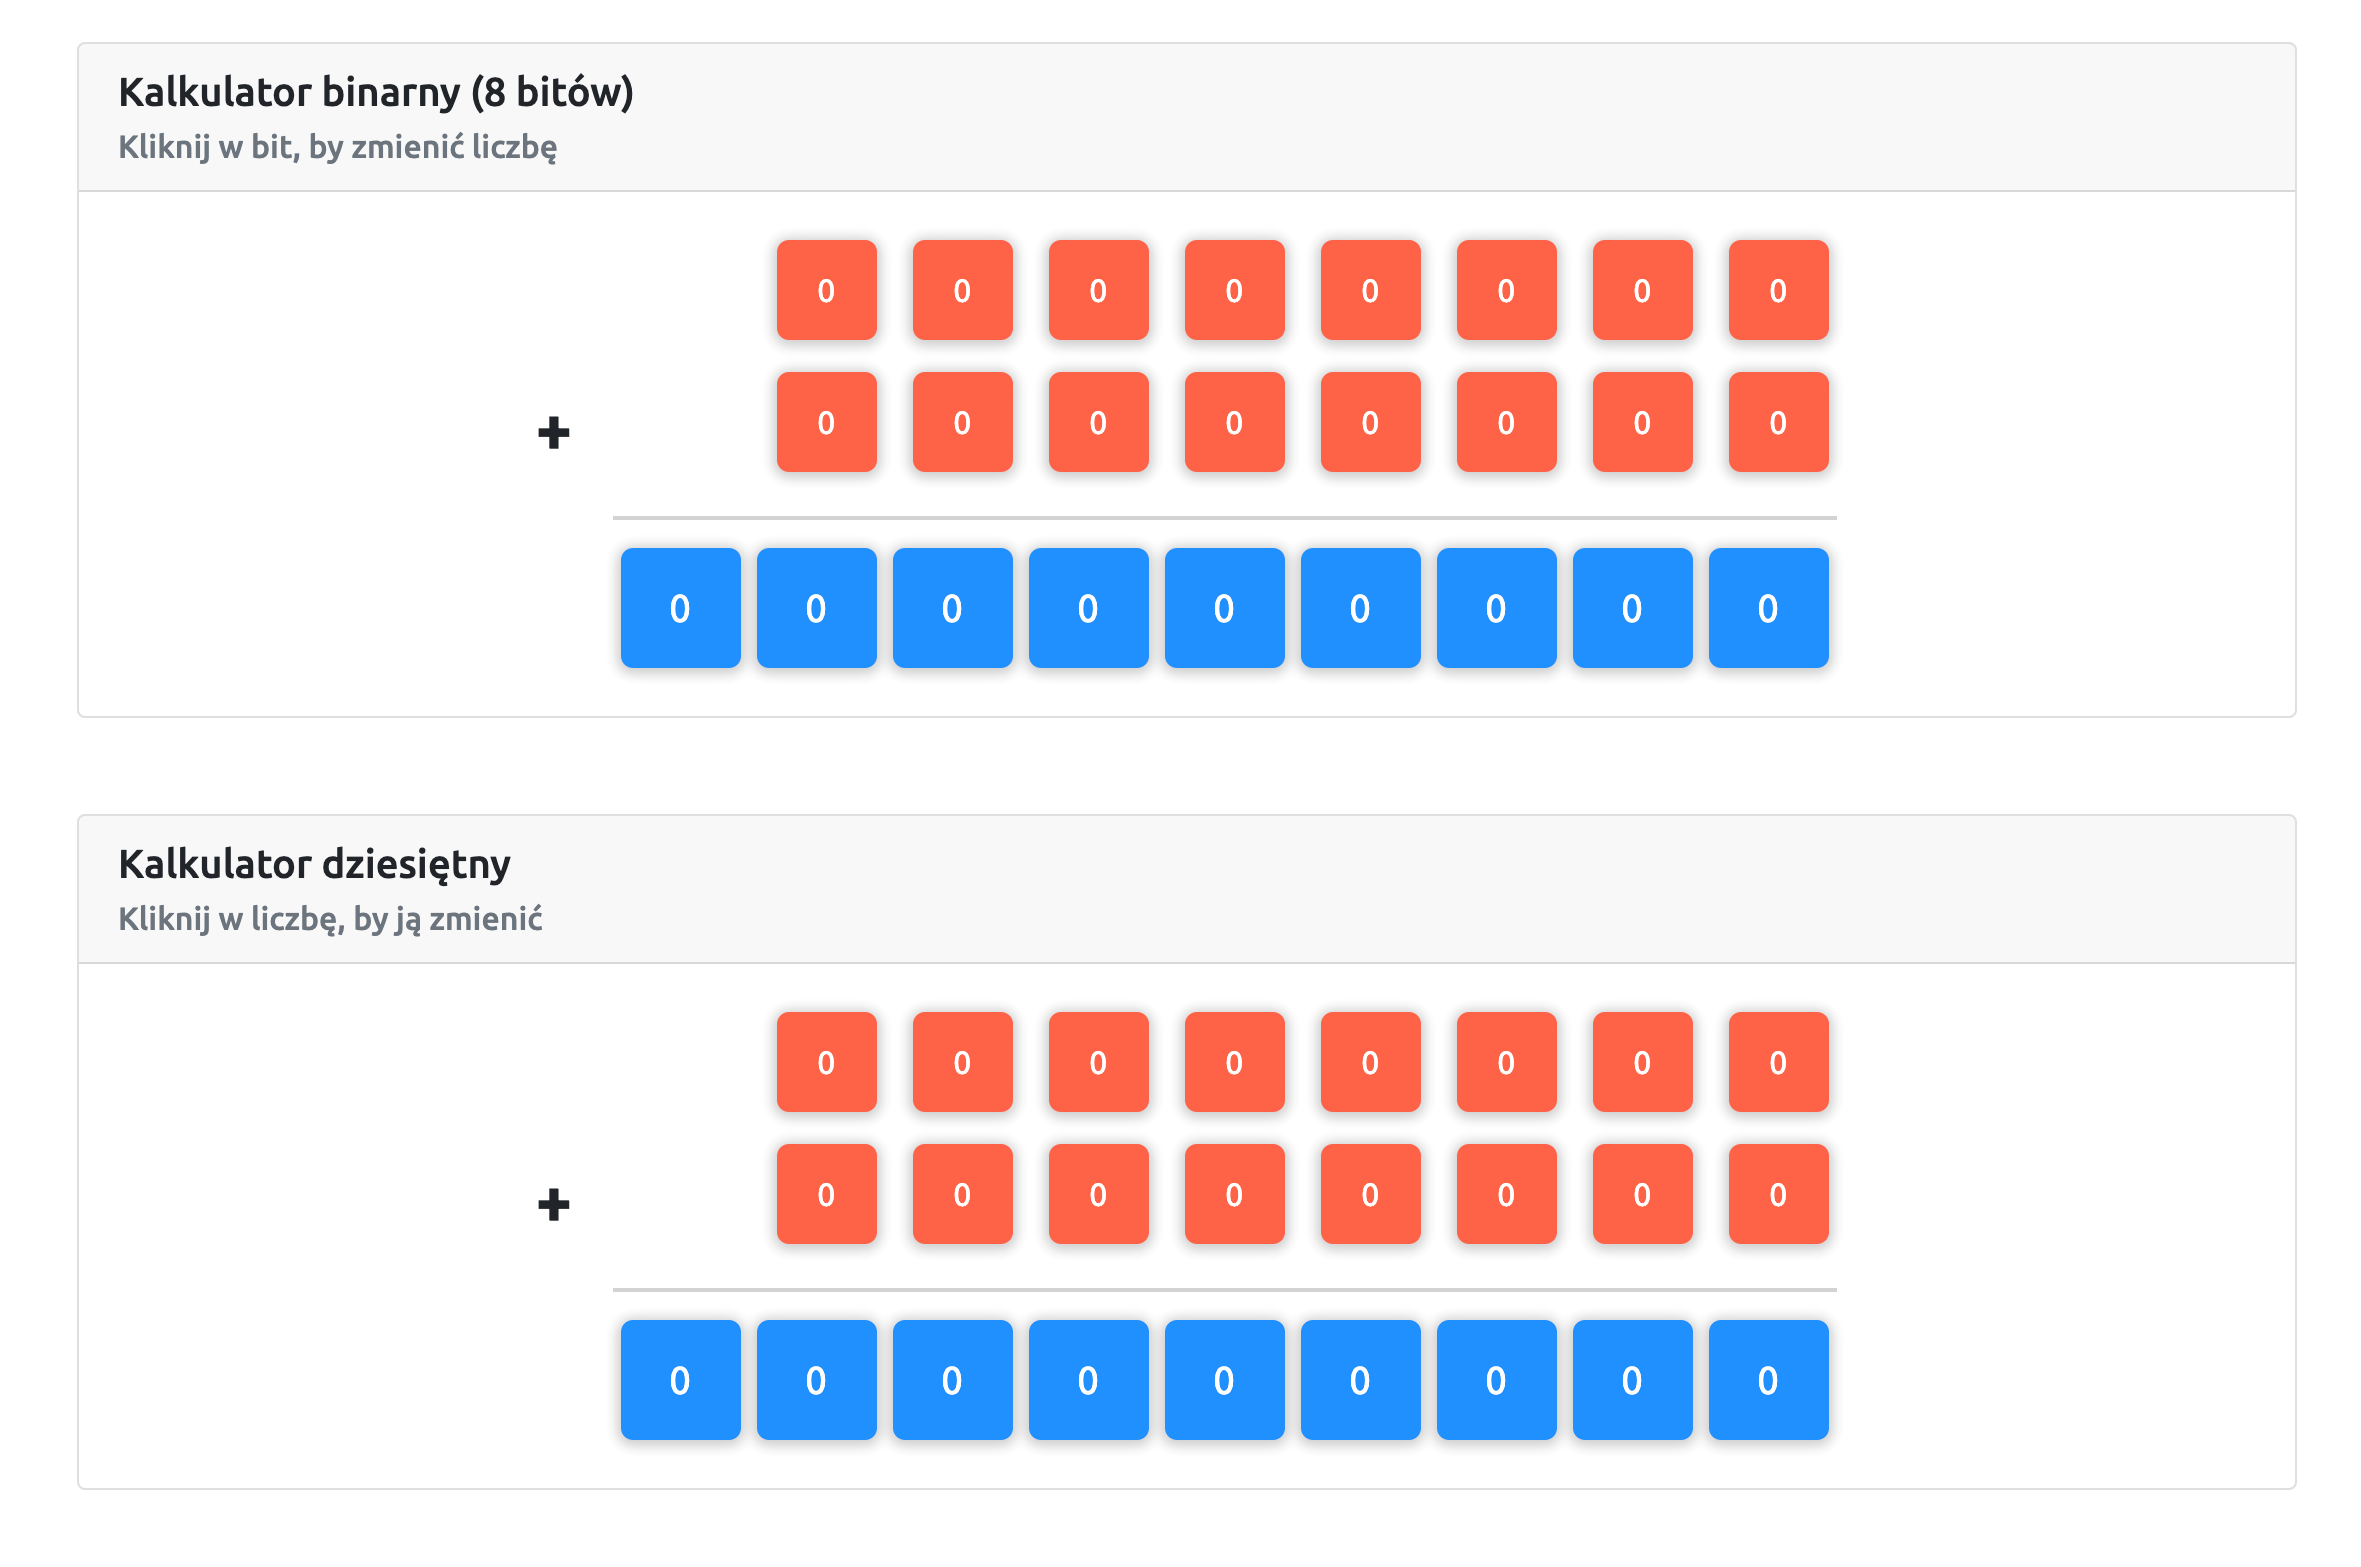 Kalkulator binarny (8 bitów)
Kliknij w bit, by zmienić liczbę
0 0 0 0 0 0 0 0
+ 0 0 0 0 0 0 0 0
0 0 0 0 0 0 0 0 0
Kalkulator dziesiętny
Kliknij w liczbę, by ją zmienić
0 0 0 0 0 0 0 0
+ 0 0 0 0 0 0 0 0
0 0 0 0 0 0 0 0 0